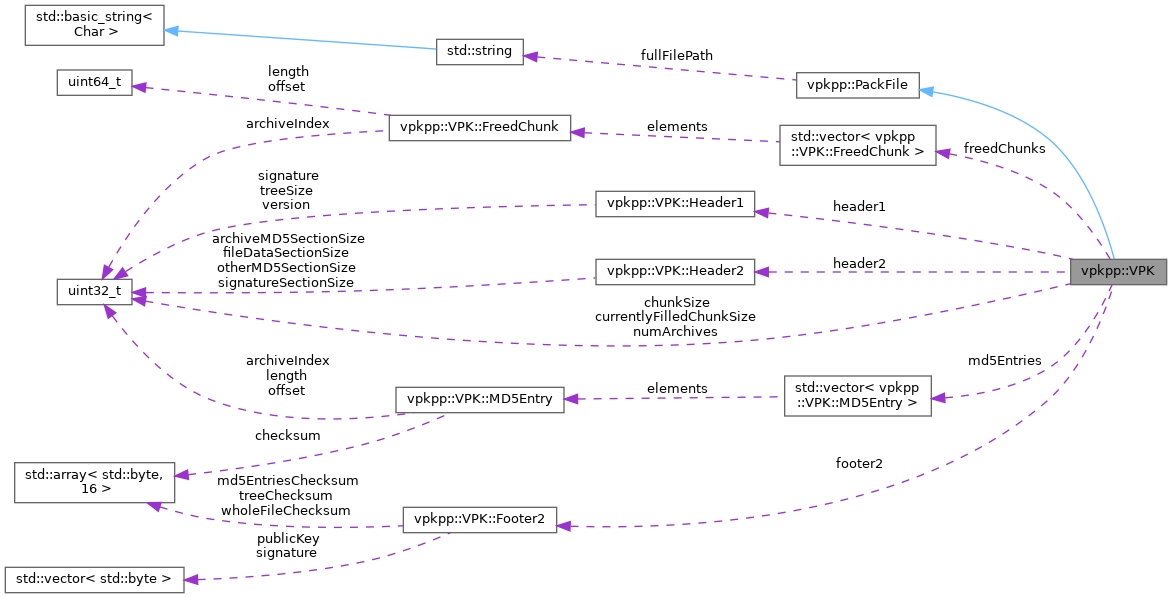 std::basic_string<
Char >
std::string
fullFilePath
vpkpp::PackFile
uint64_t
length
offset
archiveIndex
vpkpp::VPK::FreedChunk
elements
std::vector< vpkpp
::VPK::FreedChunk >
freedChunks
signature
treeSize
version
vpkpp::VPK::Header1
header1
archiveMD5SectionSize
fileDataSectionSize
otherMD5SectionSize
signatureSectionSize
vpkpp::VPK::Header2
header2
vpkpp::VPK
uint32_t
chunkSize
currentlyFilledChunkSize
numArchives
archiveIndex
length
offset
vpkpp::VPK::MD5Entry
elements
std::vector< vpkpp
::VPK::MD5Entry >
md5Entries
checksum
std::array< std::byte,
16 >
md5EntriesChecksum
treeChecksum
wholeFileChecksum
vpkpp::VPK::Footer2
footer2
publicKey
signature
std::vector< std::byte >